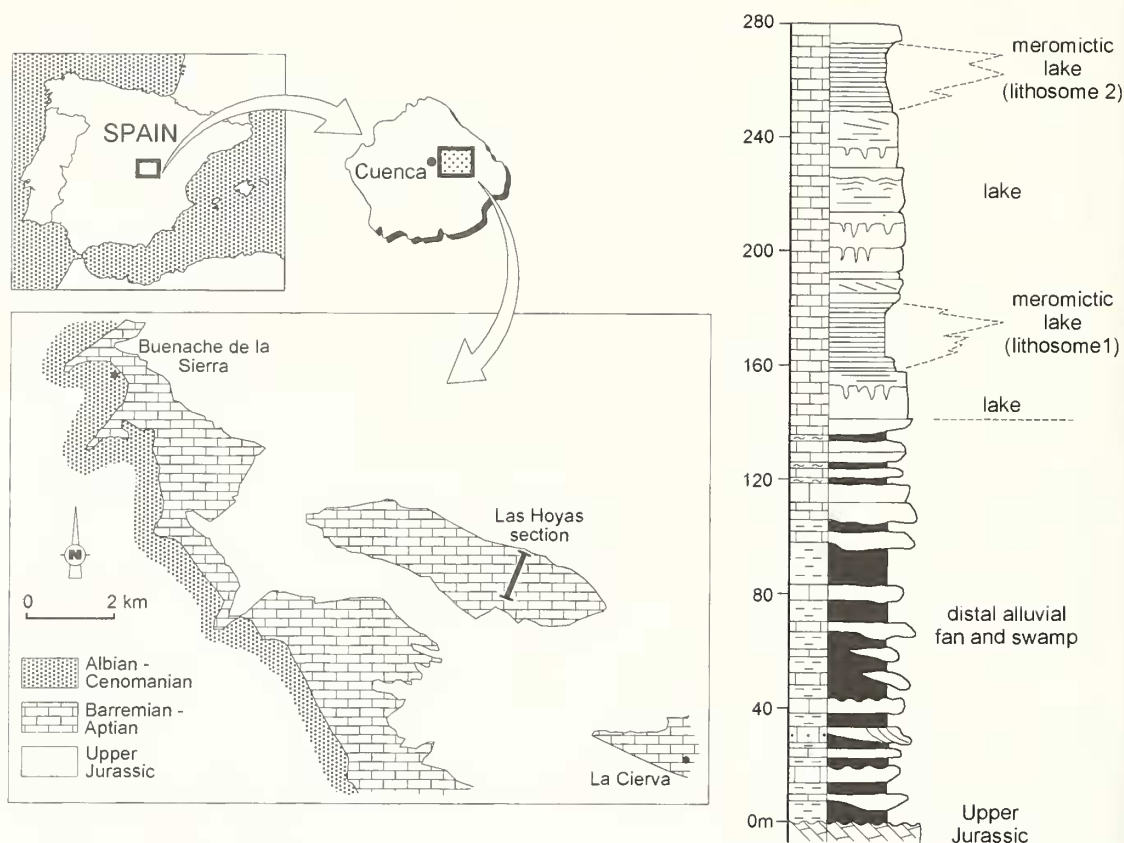 SPAIN
Cuenca
Buenache de la
Sierra
Las Hoyas
section
N
0 2 km
Albian -
Cenomanian
Barremian -
Aptian
Upper
Jurassic
La Cierva
280
240
200
160
120
80
40
0m
meromictic
lake
(lithosome 2)
lake
meromictic
lake
(lithosome1)
lake
distal alluvial
fan and swamp
Upper
Jurassic